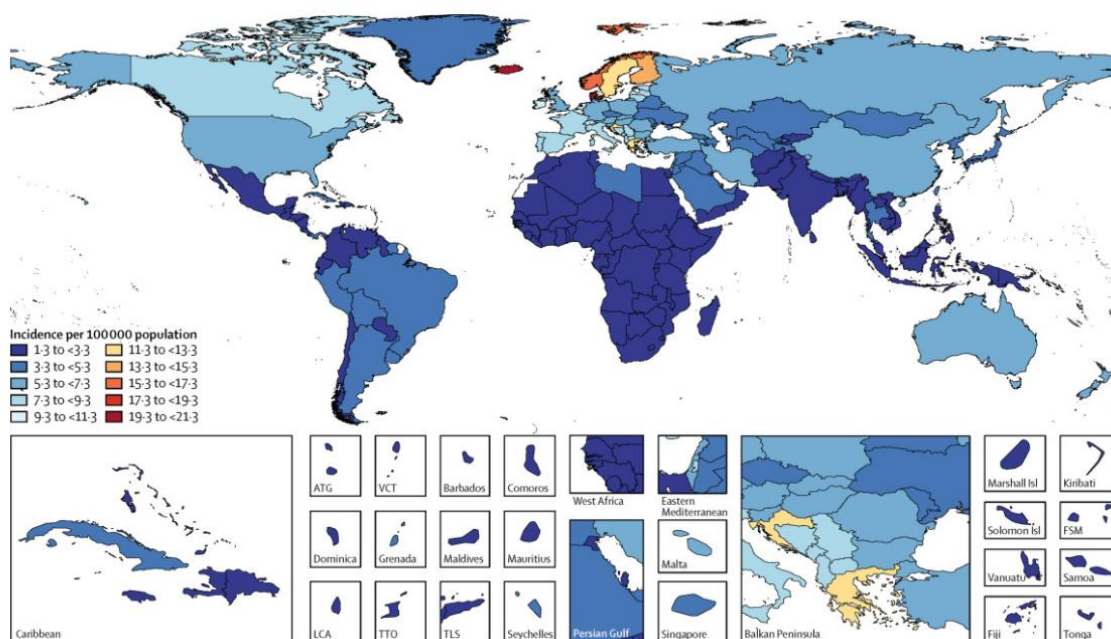 Incidence per 100 000 population
1·3 to <3·3
3·3 to <5·3
5·3 to <7·3
7·3 to <9·3
9·3 to <11·3
11·3 to <13·3
13·3 to <15·3
15·3 to <17·3
17·3 to <19·3
19·3 to <21·3
Caribbean
ATG
VCT
Barbados
Comoros
West Africa
Eastern
Mediterranean
Marshall Isl
Kiribati
Dominica
Grenada
Maldives
Mauritius
Malta
Solomon Isl
FSM
LCA
TTO
TLS
Seychelles
Persian Gulf
Singapore
Balkan Peninsula
Vanuatu
Samoa
Fiji
Tonga